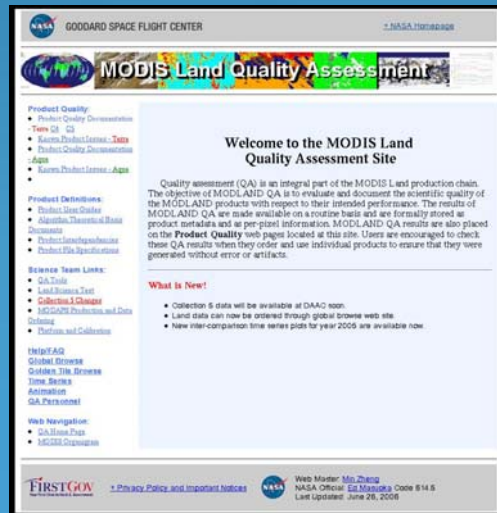 NASA
GODDARD SPACE FLIGHT CENTER
+ NASA Homepage
MODIS Land Quality Assessment
Product Quality:
Product Quality Documentation
- Terra C4 C5
Known Product Issues - Terra
Product Quality Documentation
- Aqua
Known Product Issues - Aqua
Product Definitions:
Product User Guides
Algorithm Theoretical Basis
Documents
Product Interdependencies
Product File Specifications
Science Team Links:
QA Tools
Land Science Team
Collection 5 Changes
MODAPS Production and Data
Ordering
Platform and Calibration
Help/FAQ
Global Browse
Golden Tile Browse
Time Series
Animation
QA Personnel
Web Navigation:
QA Home Page
MODIS Organigram
Welcome to the MODIS Land
Quality Assessment Site
Quality assessment (QA) is an integral part of the MODIS Land production chain.
The objective of MODLAND QA is to evaluate and document the scientific quality of
the MODLAND products with respect to their intended performance. The results of
MODLAND QA are made available on a routine basis and are formally stored as
product metadata and as per-pixel information. MODLAND QA results are also placed
on the Product Quality web pages located at this site. Users are encouraged to check
these QA results when they order and use individual products to ensure that they were
generated without error or artifacts.
What is New!
Collection 5 data will be available at DAAC soon.
Land data can now be ordered through global browse web site.
New inter-comparison time series plots for year 2005 are available now.
FIRSTGOV
+ Privacy Policy and Important Notices
NASA
Web Master: Min Zheng
NASA Official: Ed Masuoka Code 614.5
Last Updated: June 26, 2006